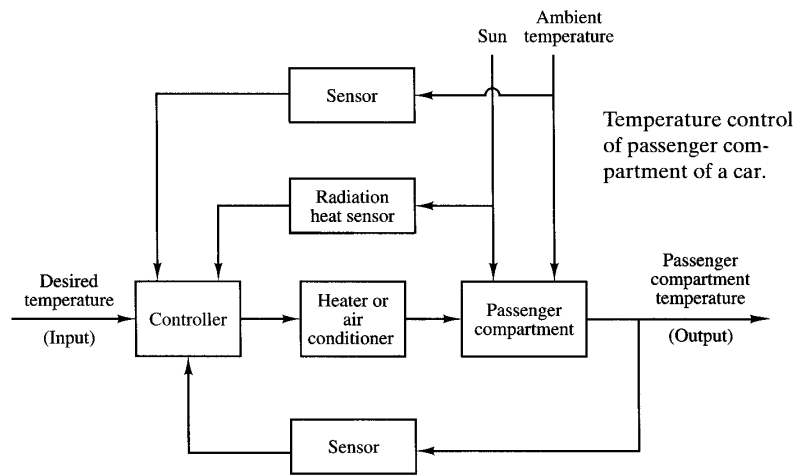 Ambient
Sun temperature
Sensor
Temperature control
of passenger com-
partment of a car.
Radiation
heat sensor
Desired
temperature
(Input)
Controller
Heater or
air
conditioner
Passenger
compartment
Passenger
compartment
temperature
(Output)
Sensor